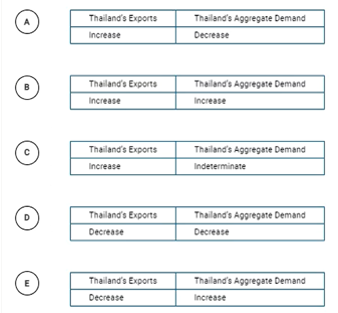 A
Thailand's Exports Thailand's Aggregate Demand
Increase Decrease
B
Thailand's Exports Thailand's Aggregate Demand
Increase Increase
C
Thailand's Exports Thailand's Aggregate Demand
Increase Indeterminate
D
Thailand's Exports Thailand's Aggregate Demand
Decrease Decrease
E
Thailand's Exports Thailand's Aggregate Demand
Decrease Increase